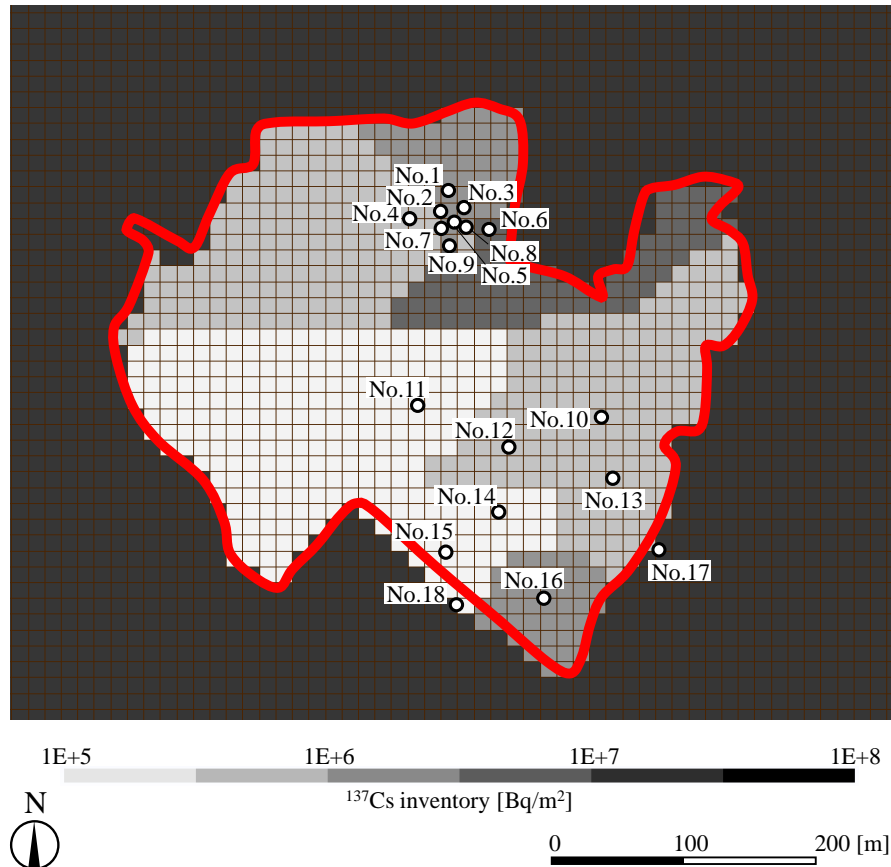 No.1
No.2
No.3
No.4
No.6
No.7
No.8
No.9
No.5
No.11
No.10
No.12
No.13
No.14
No.15
No.17
No.16
No.18
1E+5 1E+6 1E+7 1E+8
¹³⁷Cs inventory [Bq/m²]
N
0 100 200 [m]